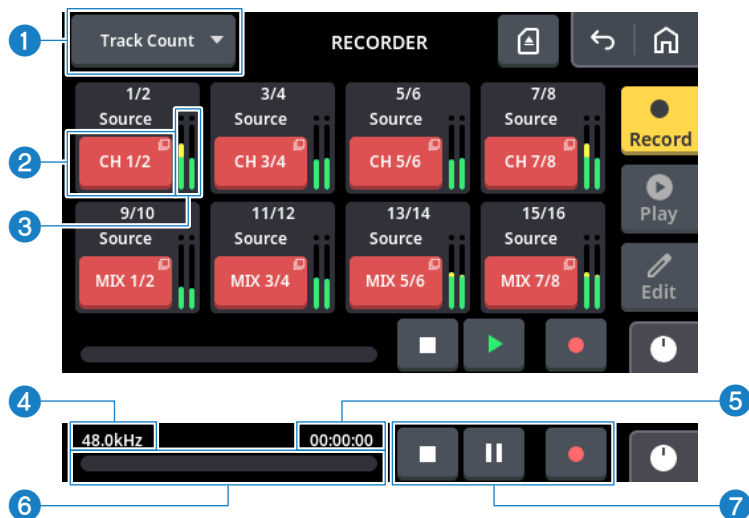 1
Track Count
RECORDER
1/2
3/4
5/6
7/8
Source
Source
Source
Source
Record
2
CH 1/2
CH 3/4
CH 5/6
CH 7/8
3
9/10
11/12
13/14
15/16
Play
Source
Source
Source
Source
MIX 1/2
MIX 3/4
MIX 5/6
MIX 7/8
Edit
4
5
48.0kHz
00:00:00
6
7